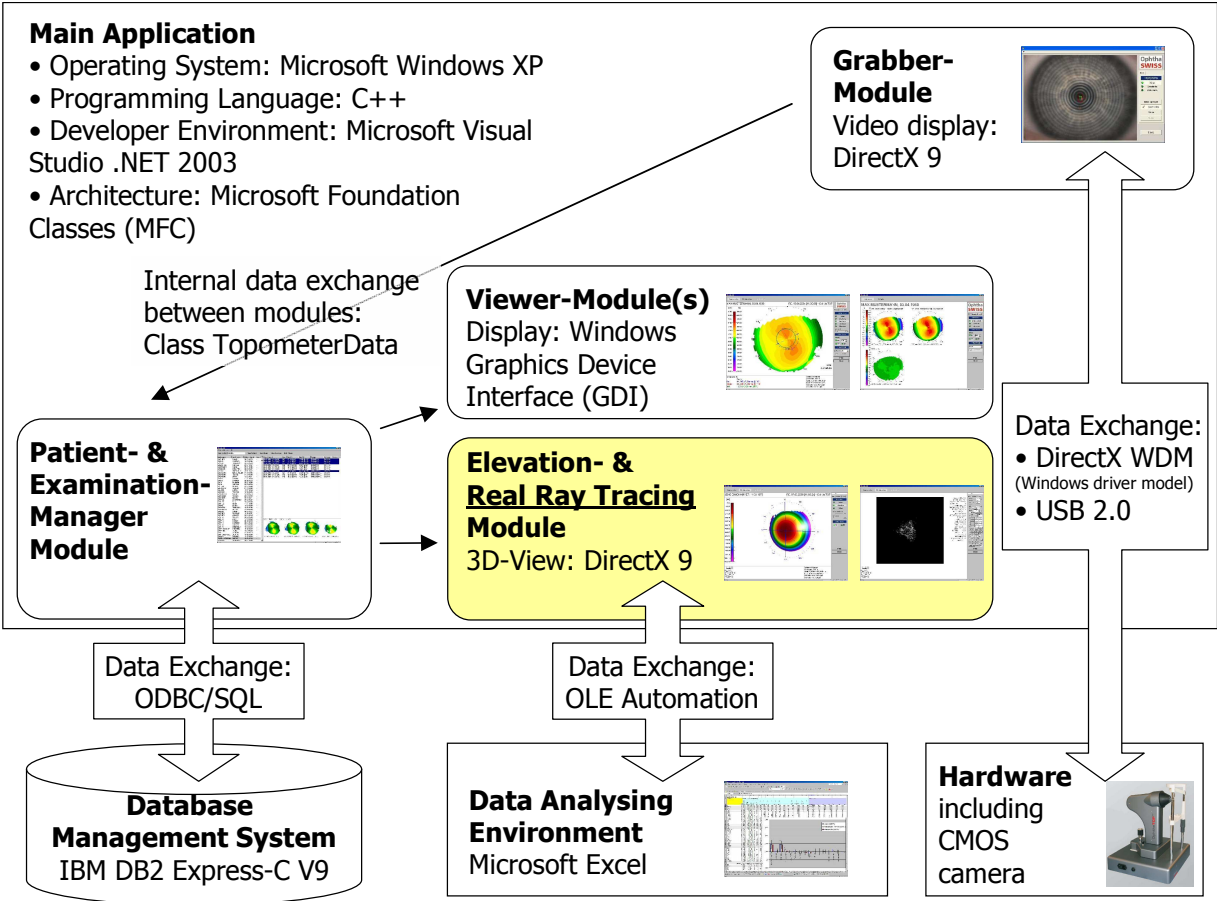 Main Application
• Operating System: Microsoft Windows XP
• Programming Language: C++
• Developer Environment: Microsoft Visual
Studio .NET 2003
• Architecture: Microsoft Foundation
Classes (MFC)
Grabber-
Module
Video display:
DirectX 9
Ophtha
SWISS
Internal data exchange
between modules:
Class TopometerData
Viewer-Module(s)
Display: Windows
Graphics Device
Interface (GDI)
Patient- &
Examination-
Manager
Module
Elevation- &
Real Ray Tracing
Module
3D-View: DirectX 9
Data Exchange:
• DirectX WDM
(Windows driver model)
• USB 2.0
Data Exchange:
ODBC/SQL
Data Exchange:
OLE Automation
Database
Management System
IBM DB2 Express-C V9
Data Analysing
Environment
Microsoft Excel
Hardware
including
CMOS
camera